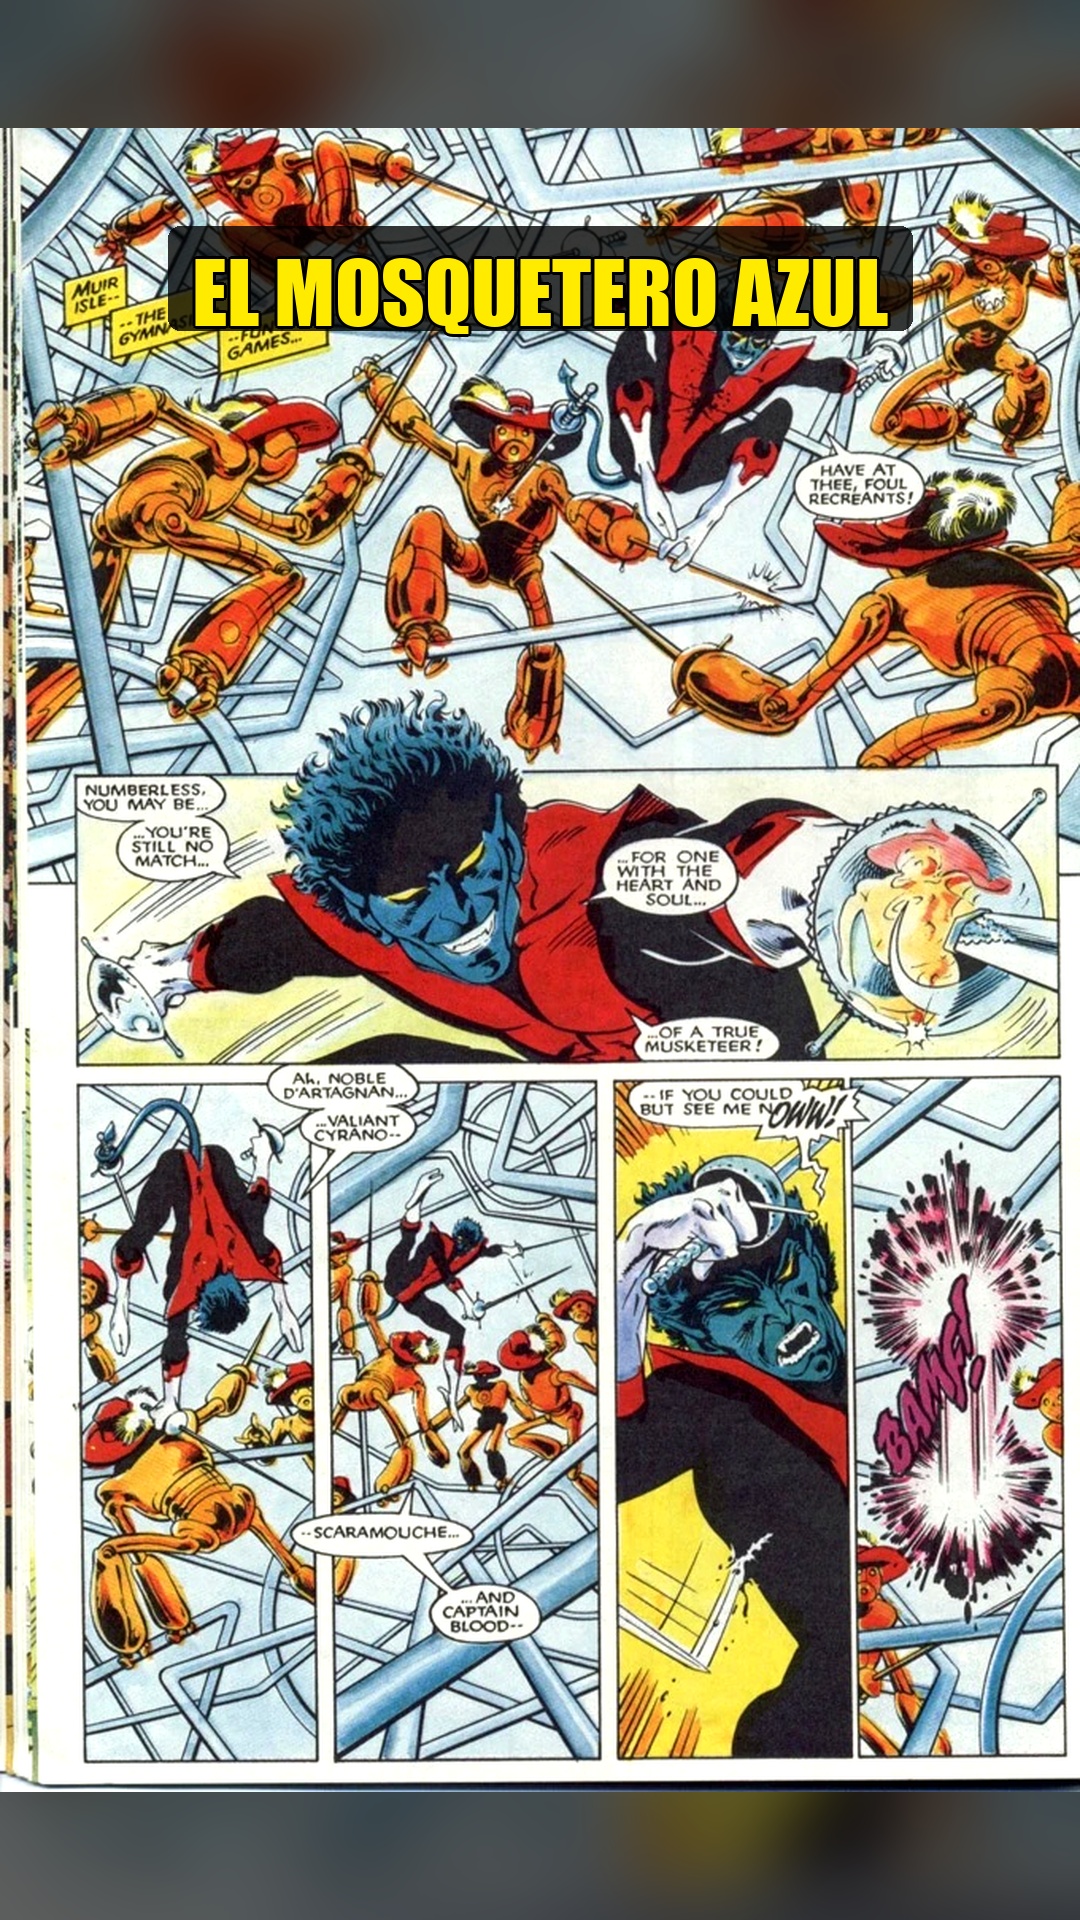 EL MOSQUETERO AZUL
MUIR
ISLE--
--THE
GAMES...
HAVE AT
THEE, FOUL
RECREANTS!
NUMBERLESS,
YOU MAY BE...
...YOU'RE
STILL NO
MATCH...
...FOR ONE
WITH THE
HEART AND
SOUL...
...OF A TRUE
MUSKETEER!
Ah, NOBLE
D'ARTAGNAN...
...VALIANT
CYRANO--
--SCARAMOUCHE...
...AND
CAPTAIN
BLOOD--
--IF YOU COULD
BUT SEE ME N
OWW!
BAMF!